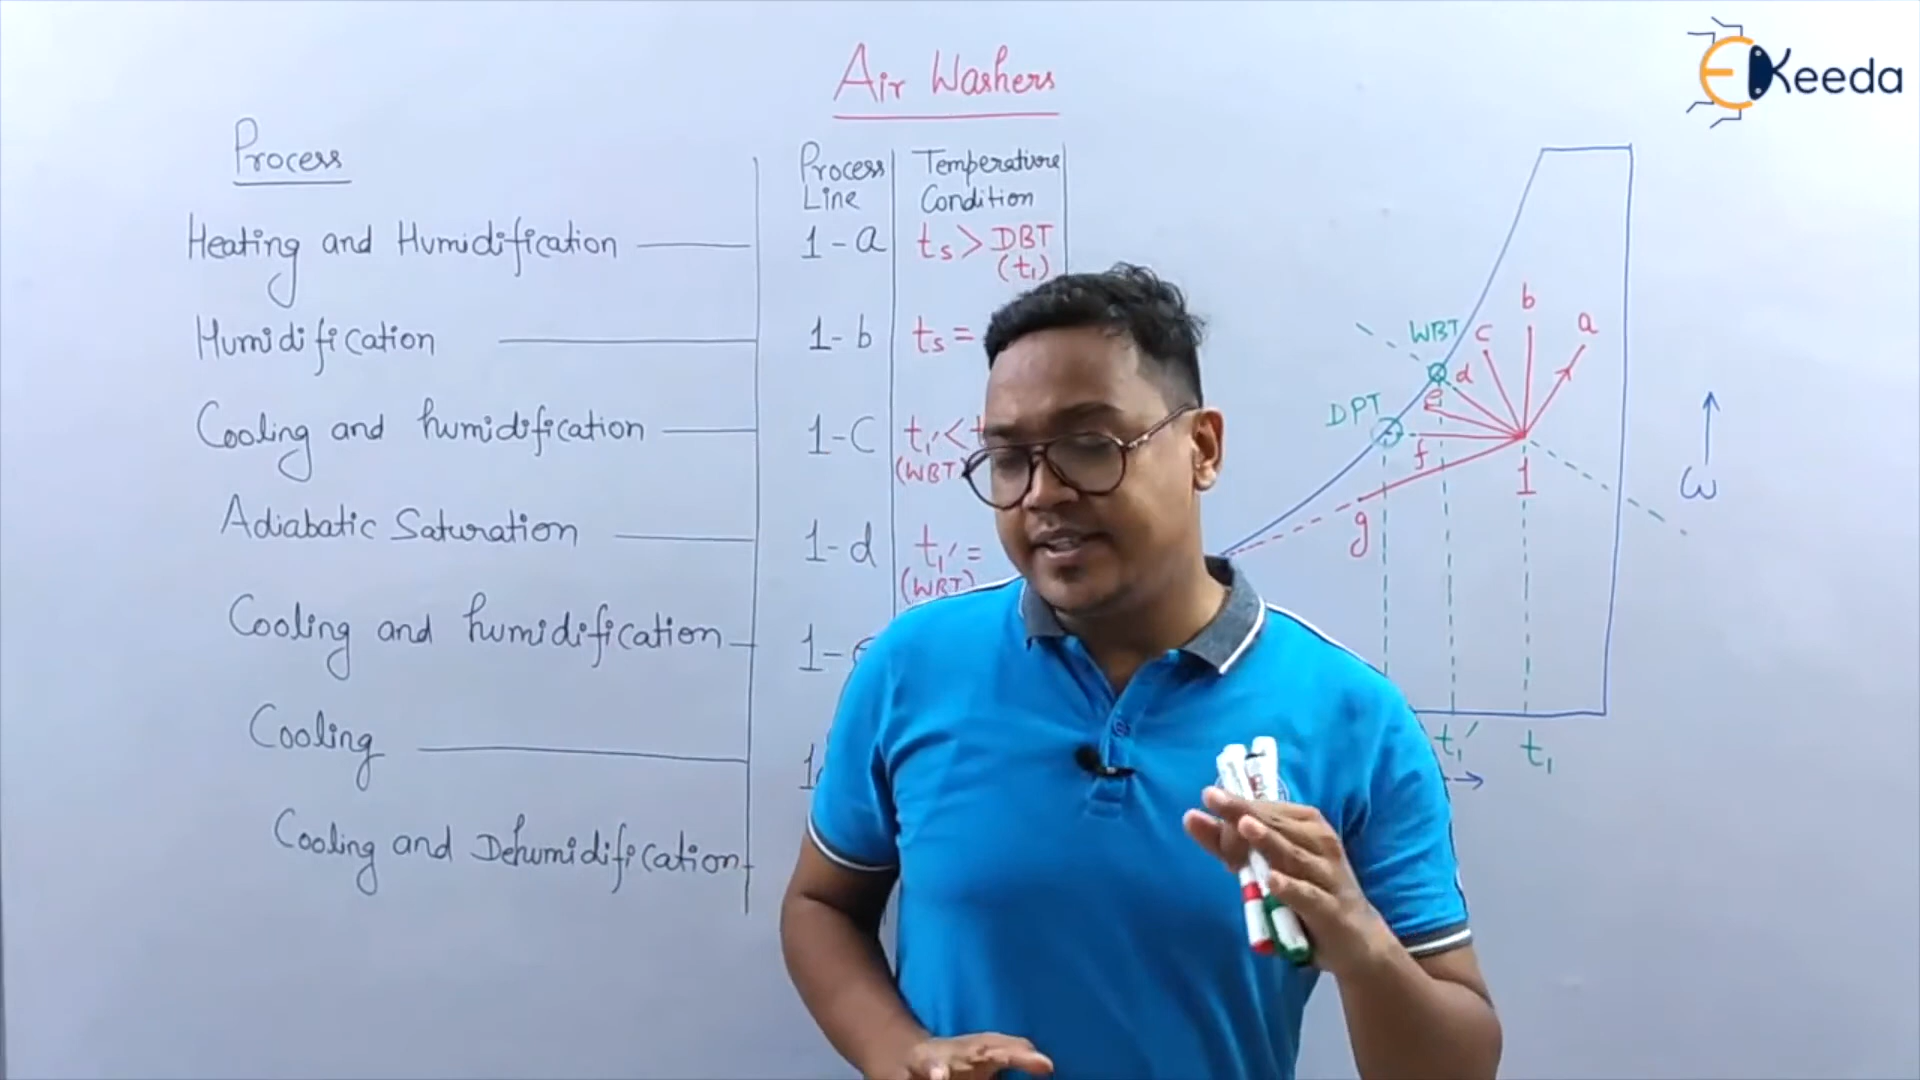 Air Washers
EKeeda
Process
Process Line
Temperature Condition
Heating and Humidification
1-a
ts > DBT
(t1)
Humidification
1-b
ts =
Cooling and humidification
1-C
t1' <
(WBT)
Adiabatic Saturation
1-d
t1' =
(WBT)
Cooling and humidification
1-e
Cooling
Cooling and Dehumidification
WBT
DPT
a
b
c
d
e
f
g
1
ω
t1'
t1